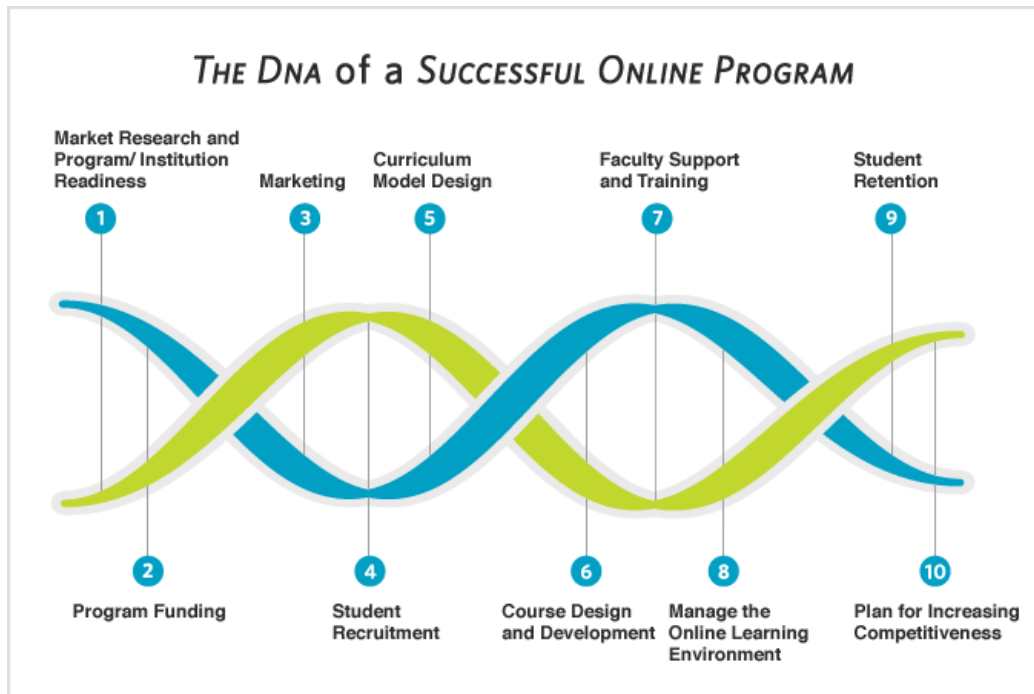 THE DNA of a SUCCESSFUL ONLINE PROGRAM
Market Research and
Program/ Institution
Readiness
1
Marketing
3
Curriculum
Model Design
5
Faculty Support
and Training
7
Student
Retention
9
2
Program Funding
4
Student
Recruitment
6
Course Design
and Development
8
Manage the
Online Learning
Environment
10
Plan for Increasing
Competitiveness